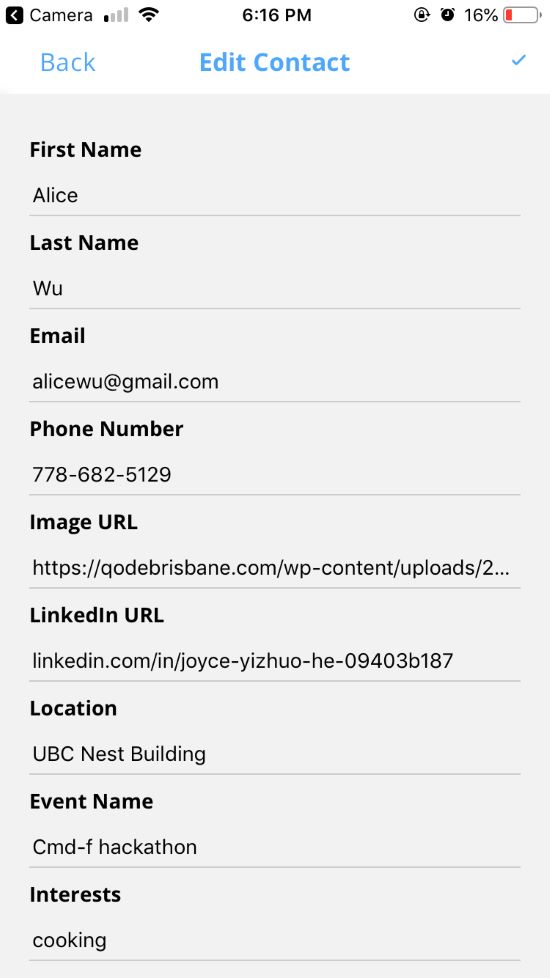 Camera 6:16 PM 16%
Back Edit Contact
First Name
Alice
Last Name
Wu
Email
alicewu@gmail.com
Phone Number
778-682-5129
Image URL
https://qodebrisbane.com/wp-content/uploads/2...
LinkedIn URL
linkedin.com/in/joyce-yizhuo-he-09403b187
Location
UBC Nest Building
Event Name
Cmd-f hackathon
Interests
cooking